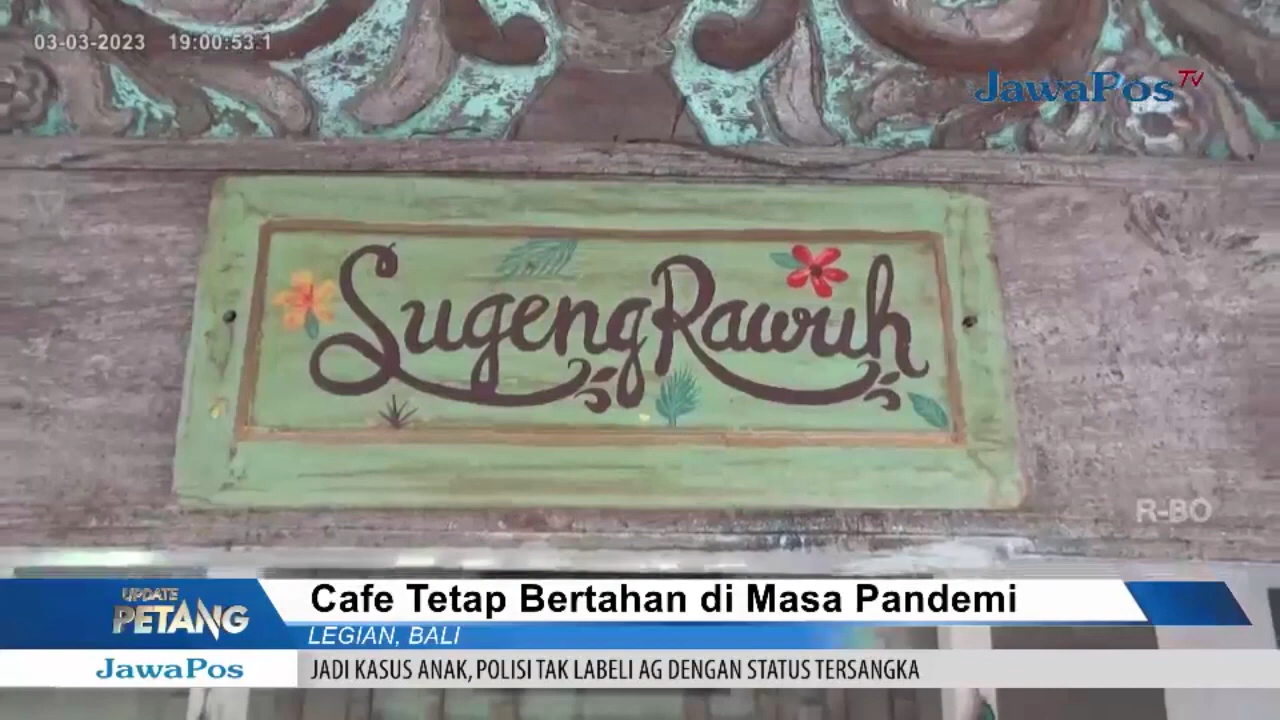 03-03-2023 19:00:53.1
JawaPos TV
Sugeng Rawuh
R-BO
UPDATE PETANG
Cafe Tetap Bertahan di Masa Pandemi
LEGIAN, BALI
JawaPos
JADI KASUS ANAK, POLISI TAK LABELI AG DENGAN STATUS TERSANGKA